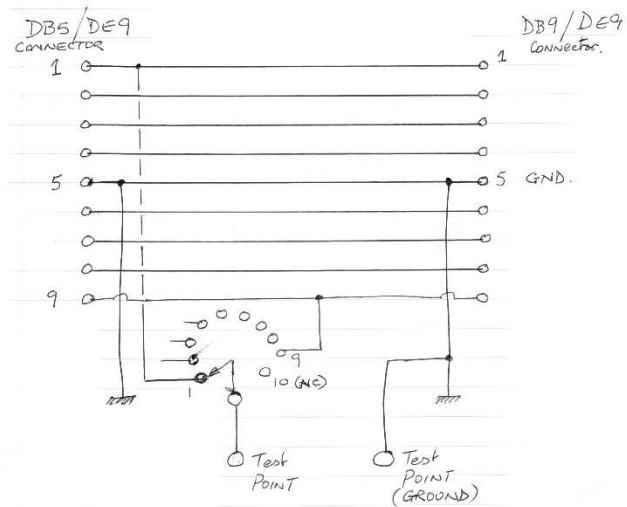 DB5/DE9
CONNECTOR
DB9/DE9
Connector.
1
1
5
5 GND.
9
9
10 (N/C)
1
Test
POINT
Test
POINT
(GROUND)